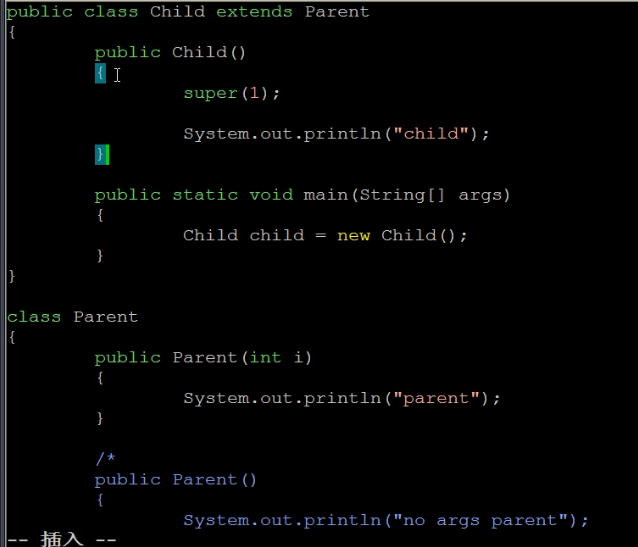 public class Child extends Parent
{
public Child()
{
super(1);
System.out.println("child");
}
public static void main(String[] args)
{
Child child = new Child();
}
}
class Parent
{
public Parent(int i)
{
System.out.println("parent");
}
/*
public Parent()
{
System.out.println("no args parent");
-- 插入 --